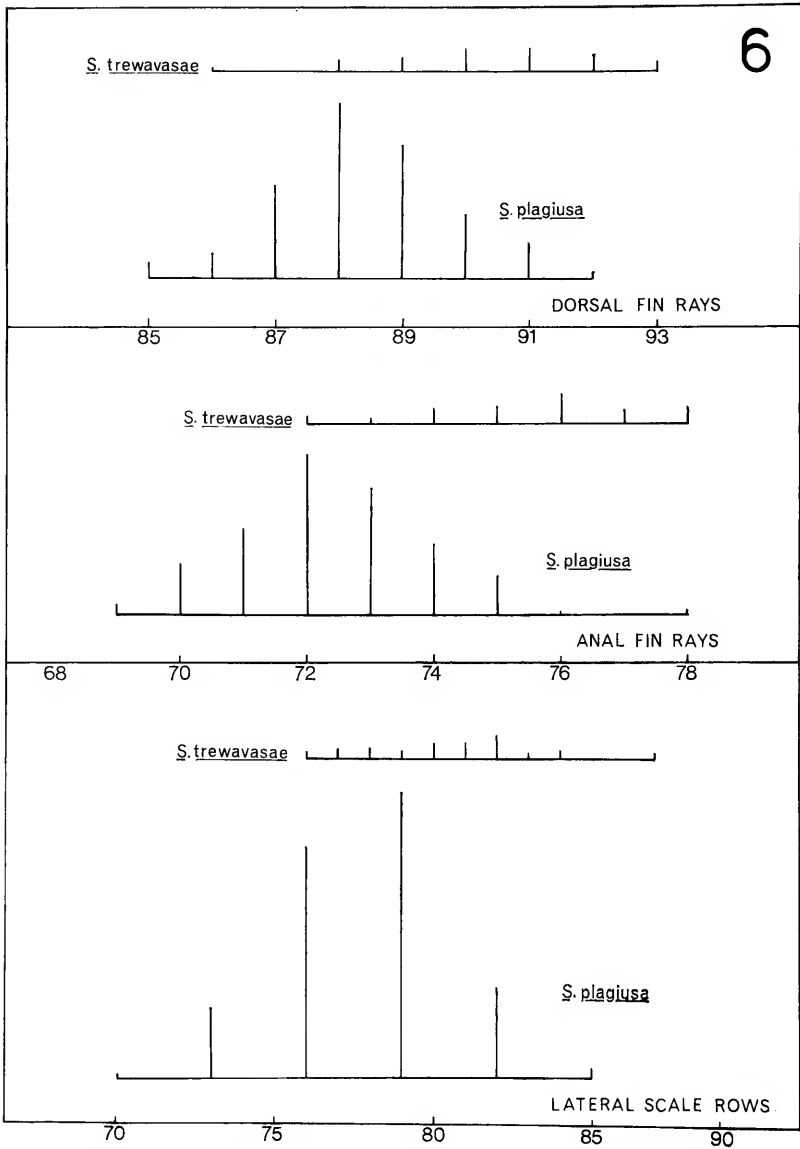 6
S. trewavasae
S. plagiusa
DORSAL FIN RAYS
85 87 89 91 93
S. trewavasae
S. plagiusa
ANAL FIN RAYS
68 70 72 74 76 78
S. trewavasae
S. plagiusa
LATERAL SCALE ROWS
70 75 80 85 90